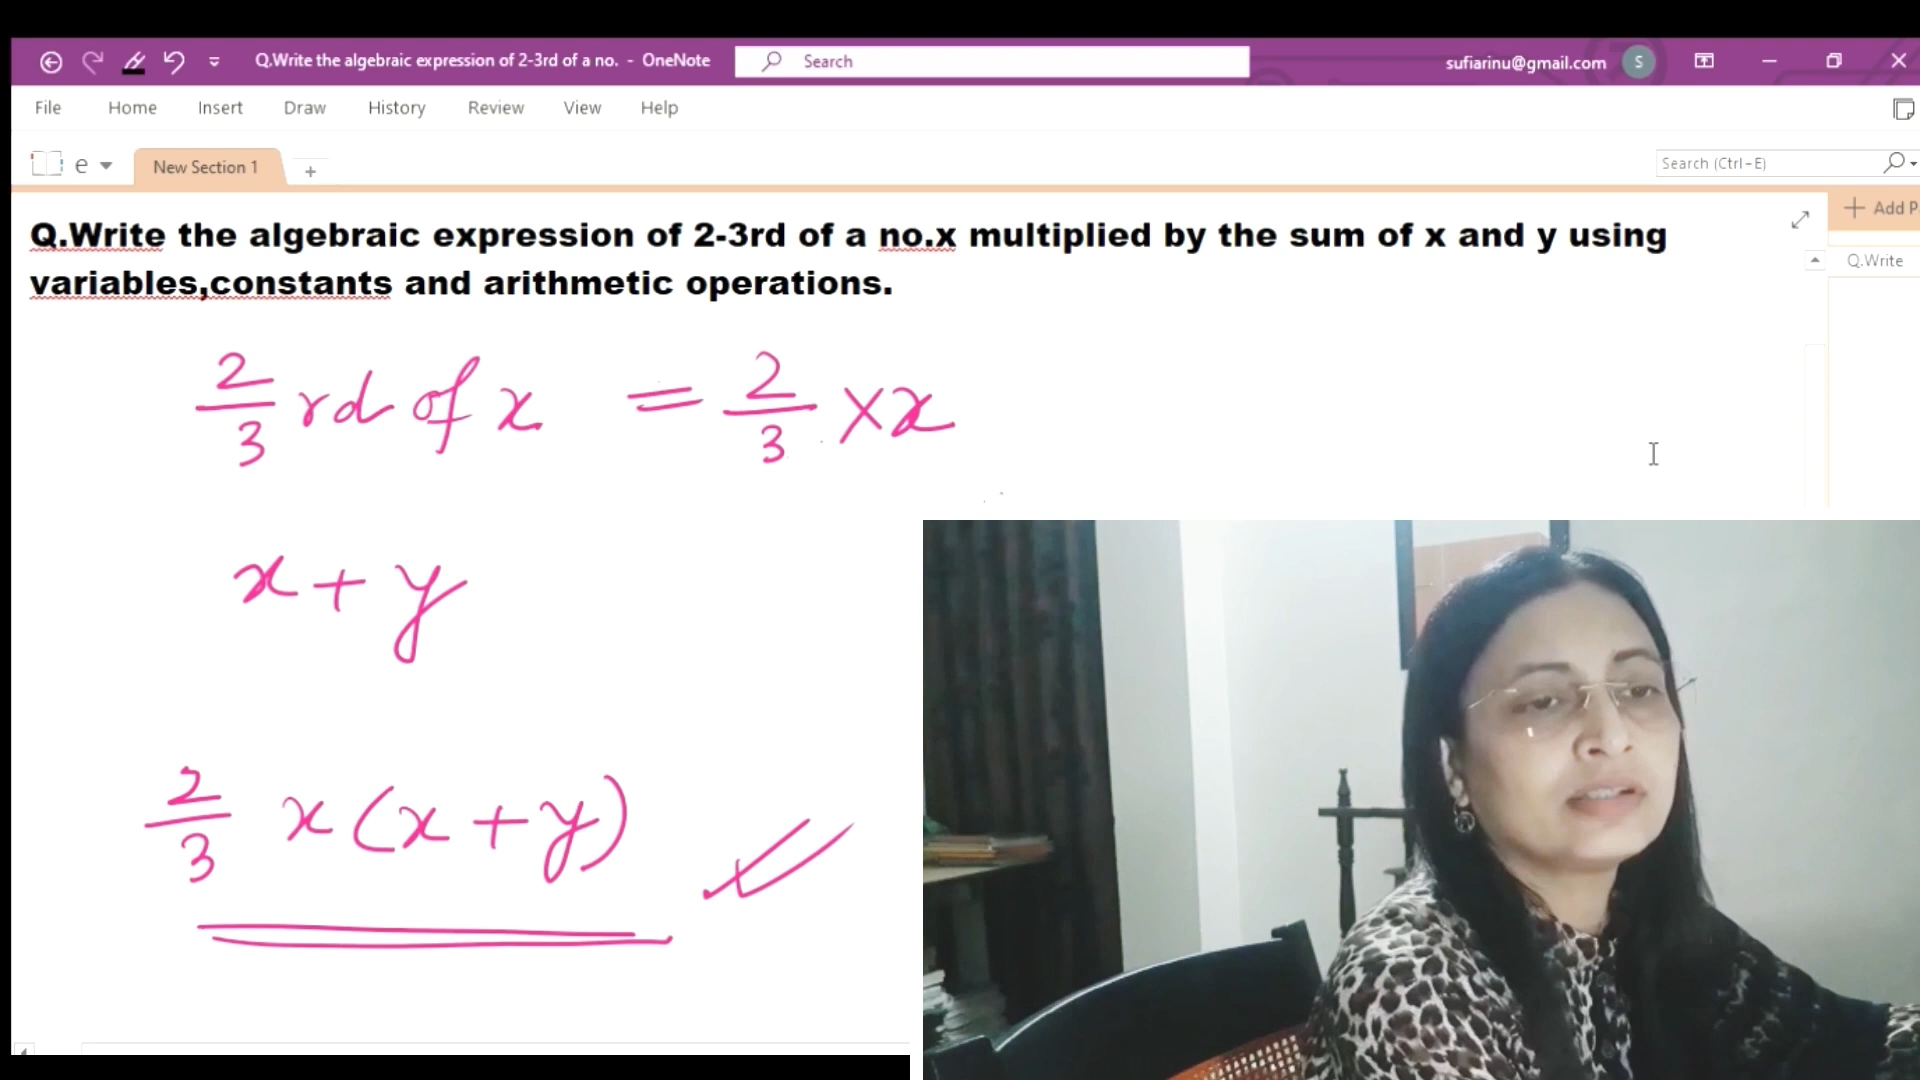 Q.Write the algebraic expression of 2-3rd of a no. - OneNote
Search
sufiarinu@gmail.com
S
File Home Insert Draw History Review View Help
e
New Section 1
+
Search (Ctrl-E)
Q.Write the algebraic expression of 2-3rd of a no.x multiplied by the sum of x and y using
variables,constants and arithmetic operations.
+ Add P
Q.Write
2/3 rd of x = 2/3 × x
x + y
2/3 x(x + y)